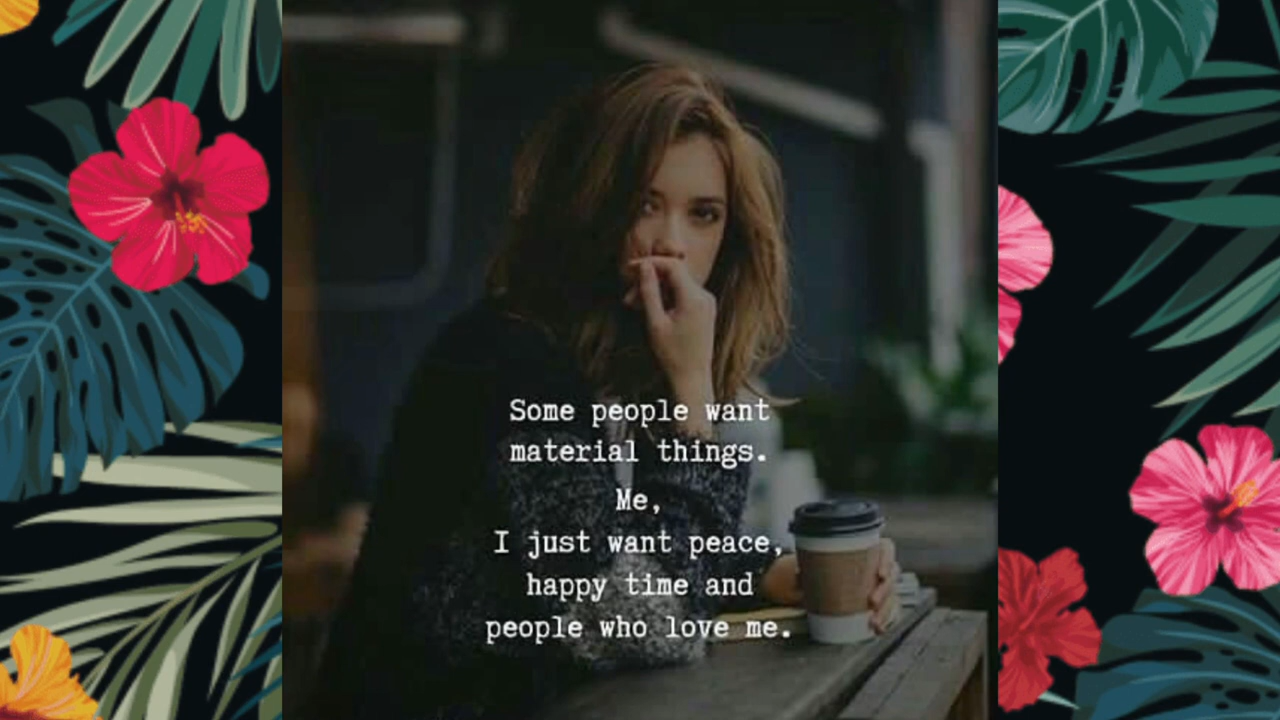 Some people want
material things.
Me,
I just want peace,
happy time and
people who love me.